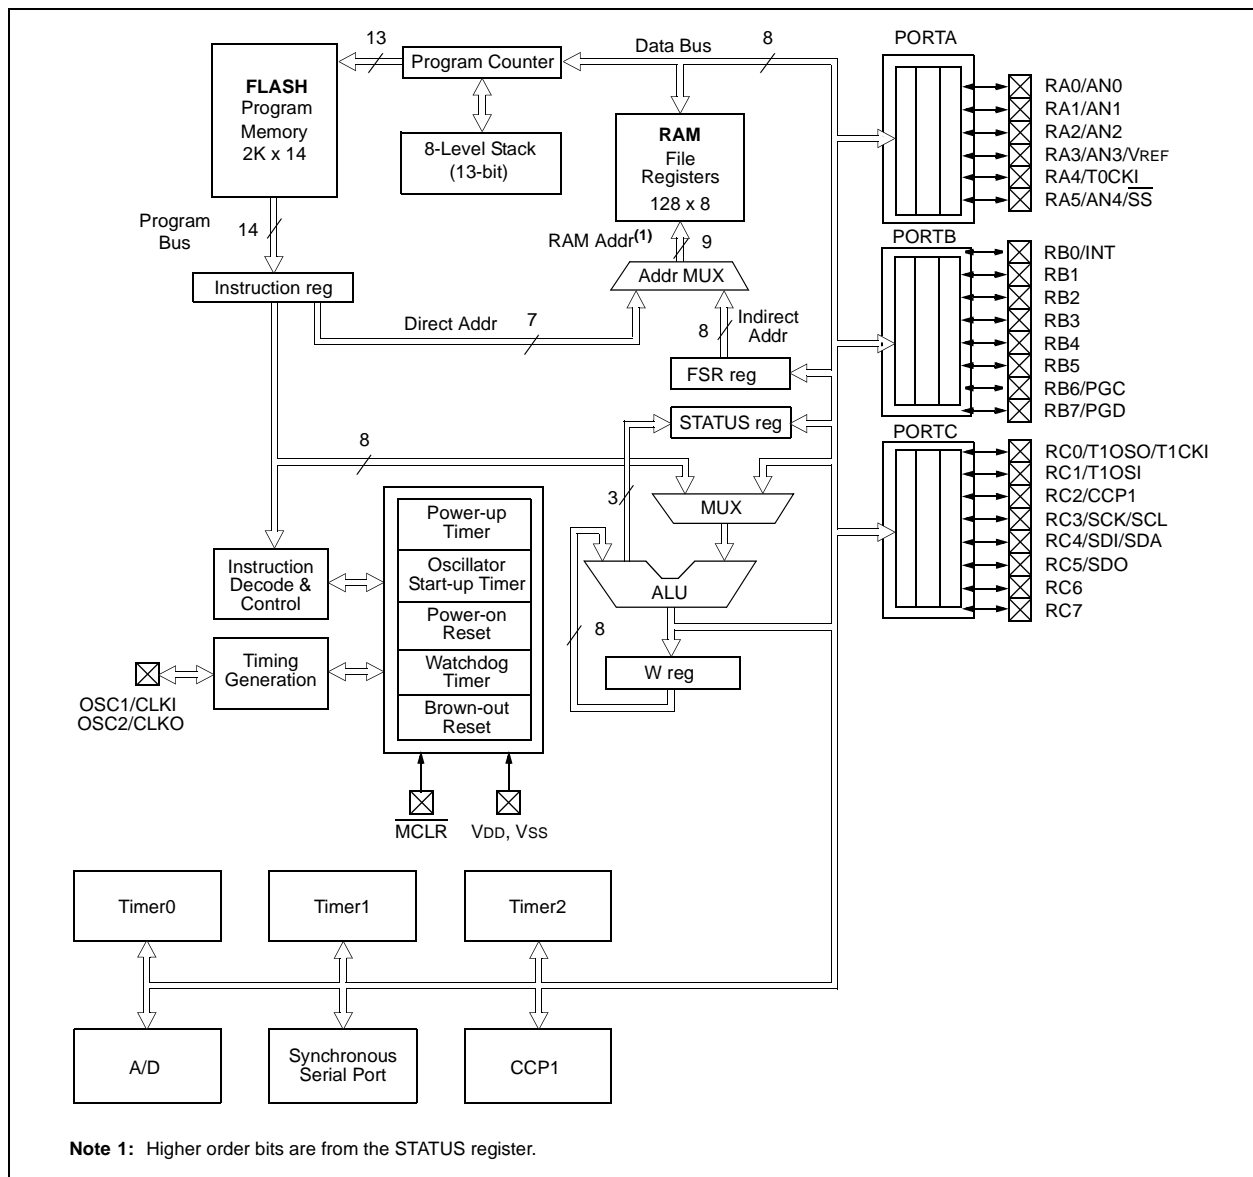 13
Program Counter
Data Bus
8
PORTA
FLASH
Program
Memory
2K x 14
8-Level Stack
(13-bit)
RAM
File
Registers
128 x 8
RA0/AN0
RA1/AN1
RA2/AN2
RA3/AN3/VREF
RA4/T0CKI
RA5/AN4/SS
Program
Bus
14
RAM Addr(1)
9
PORTB
Instruction reg
Addr MUX
Direct Addr
7
8
Indirect
Addr
FSR reg
RB0/INT
RB1
RB2
RB3
RB4
RB5
RB6/PGC
RB7/PGD
STATUS reg
PORTC
8
3
MUX
RC0/T1OSO/T1CKI
RC1/T1OSI
RC2/CCP1
RC3/SCK/SCL
RC4/SDI/SDA
RC5/SDO
RC6
RC7
Power-up
Timer
Instruction
Decode &
Control
Oscillator
Start-up Timer
ALU
Power-on
Reset
8
Timing
Generation
Watchdog
Timer
W reg
OSC1/CLKI
OSC2/CLKO
Brown-out
Reset
MCLR
VDD, VSS
Timer0
Timer1
Timer2
A/D
Synchronous
Serial Port
CCP1
Note 1: Higher order bits are from the STATUS register.